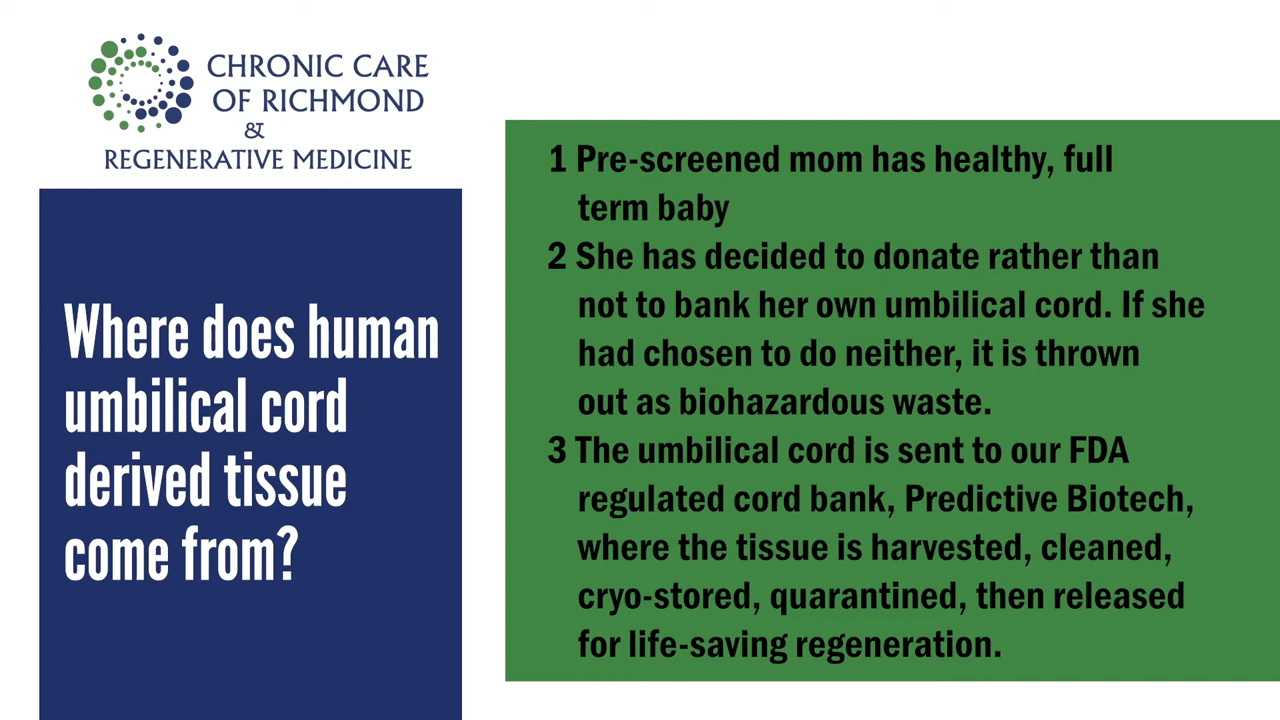 CHRONIC CARE
OF RICHMOND
&
REGENERATIVE MEDICINE
Where does human
umbilical cord
derived tissue
come from?
1 Pre-screened mom has healthy, full
term baby
2 She has decided to donate rather than
not to bank her own umbilical cord. If she
had chosen to do neither, it is thrown
out as biohazardous waste.
3 The umbilical cord is sent to our FDA
regulated cord bank, Predictive Biotech,
where the tissue is harvested, cleaned,
cryo-stored, quarantined, then released
for life-saving regeneration.